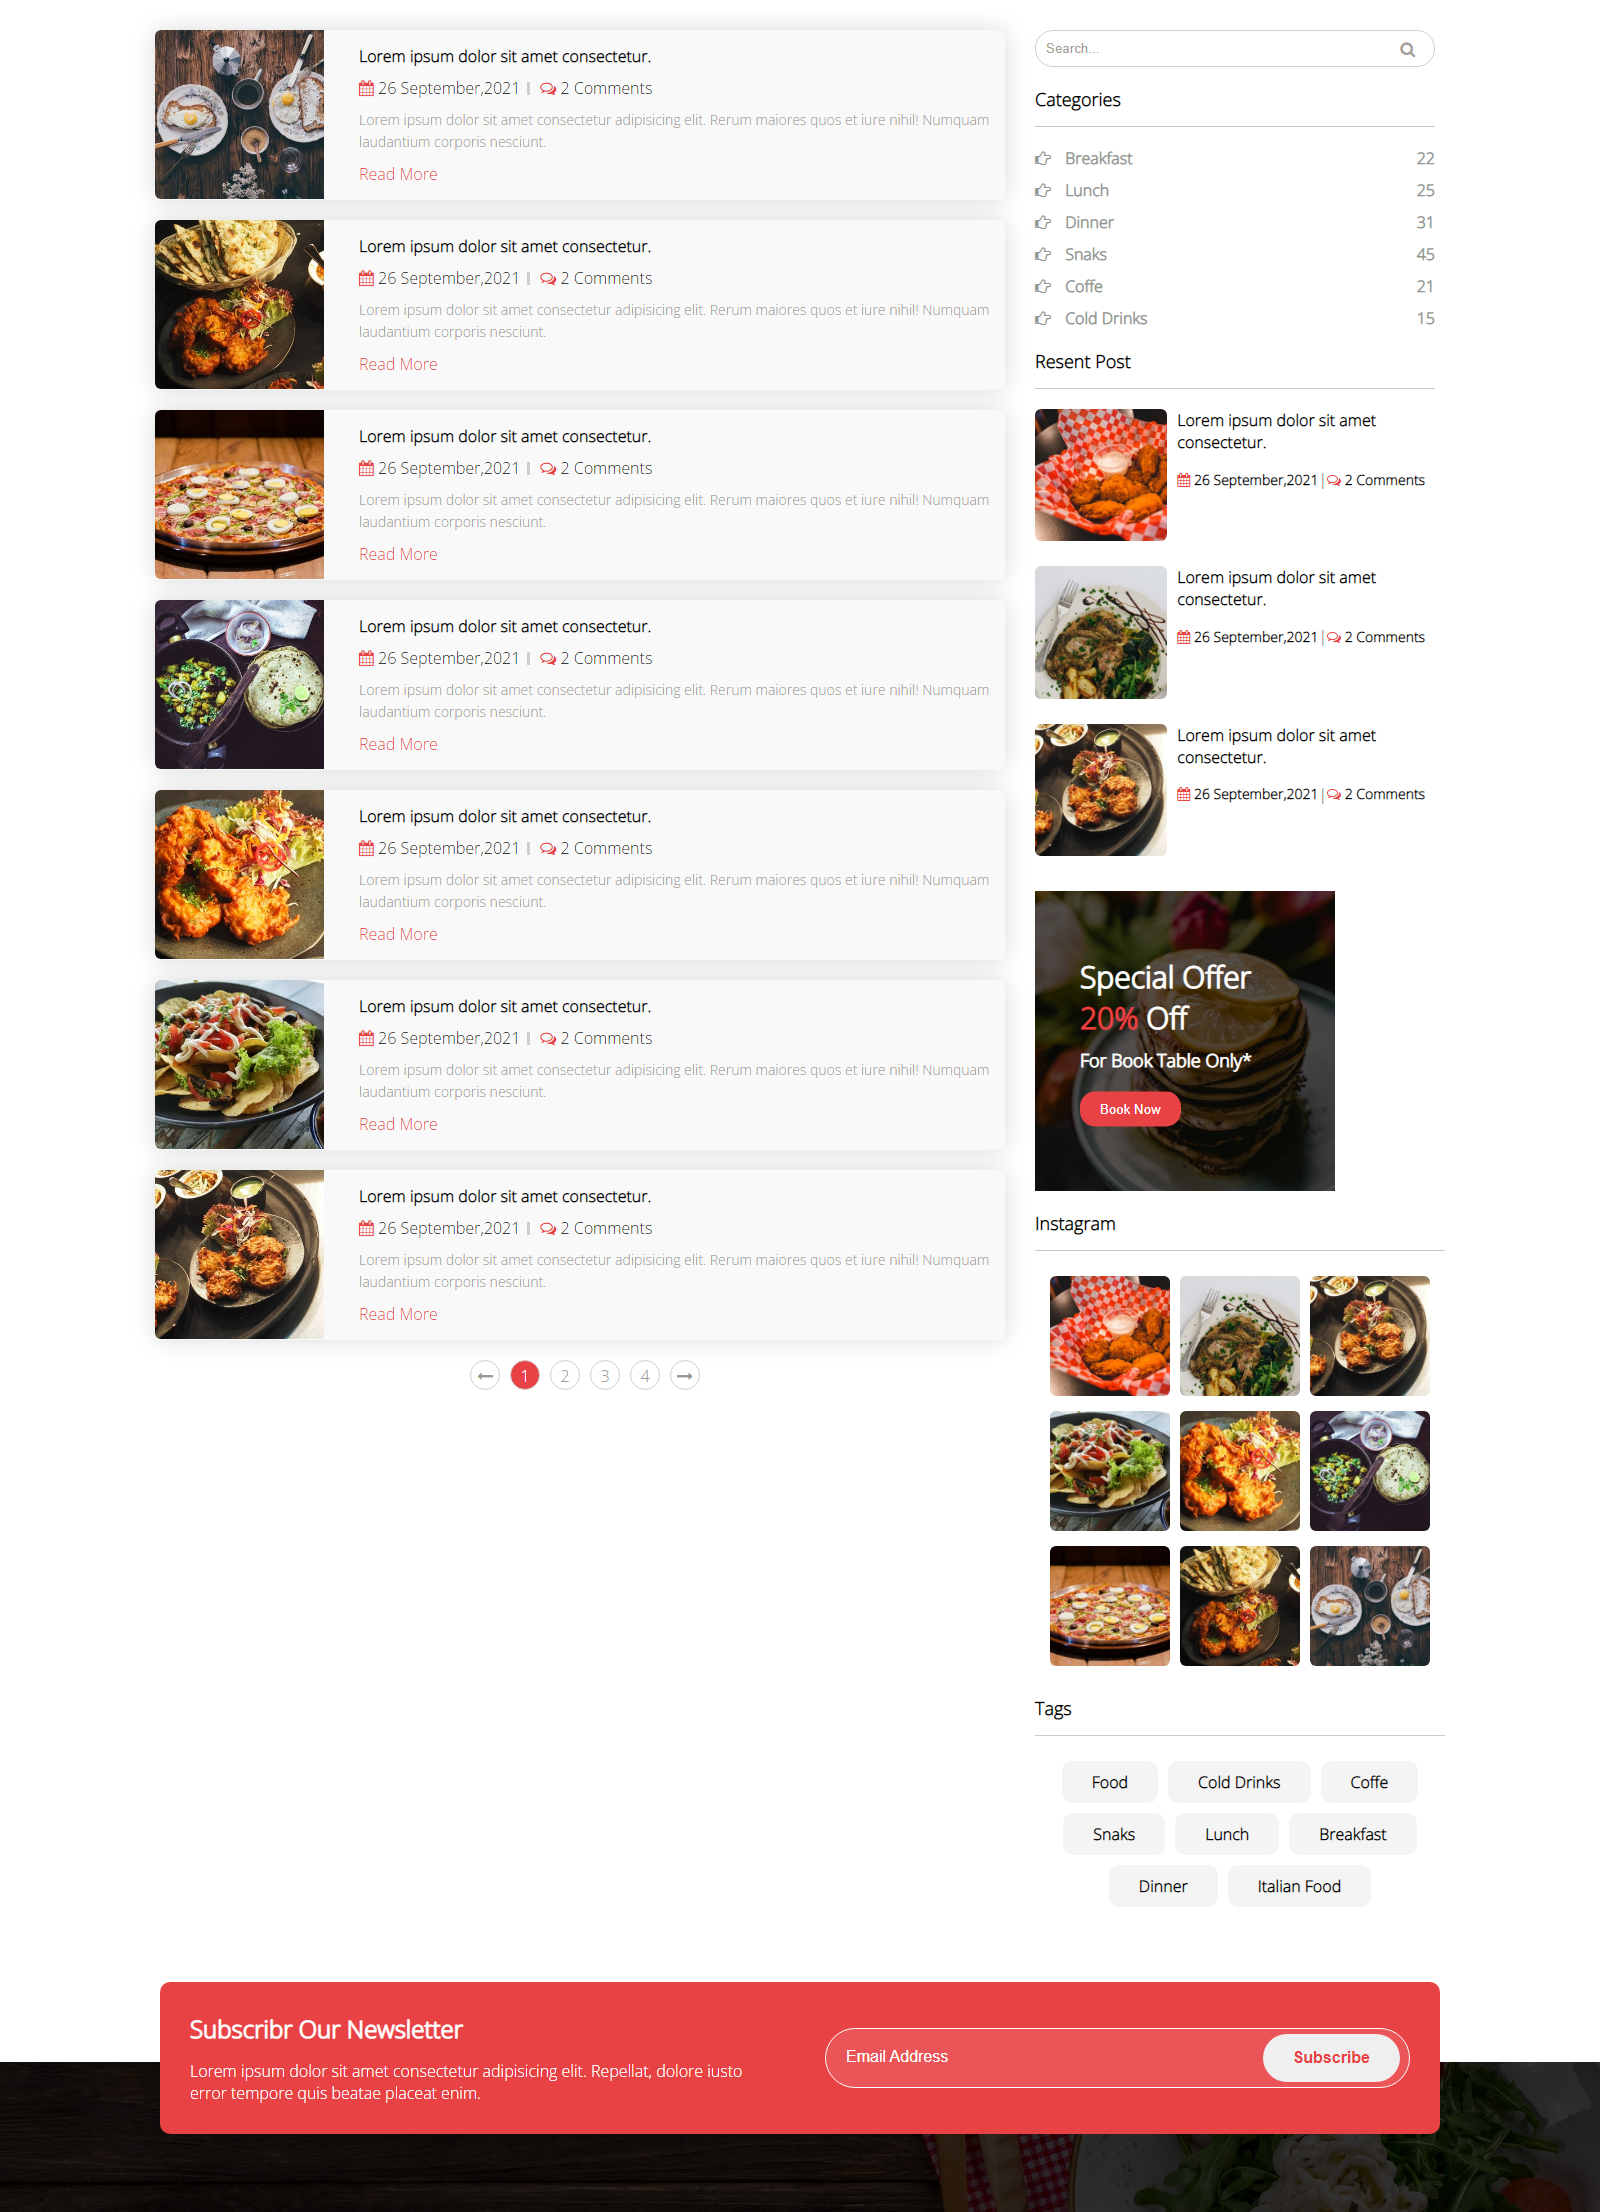 Lorem ipsum dolor sit amet consectetur.
26 September,2021 | 2 Comments
Lorem ipsum dolor sit amet consectetur adipisicing elit. Rerum maiores quos et iure nihil! Numquam
laudantium corporis nesciunt.
Read More
Lorem ipsum dolor sit amet consectetur.
26 September,2021 | 2 Comments
Lorem ipsum dolor sit amet consectetur adipisicing elit. Rerum maiores quos et iure nihil! Numquam
laudantium corporis nesciunt.
Read More
Lorem ipsum dolor sit amet consectetur.
26 September,2021 | 2 Comments
Lorem ipsum dolor sit amet consectetur adipisicing elit. Rerum maiores quos et iure nihil! Numquam
laudantium corporis nesciunt.
Read More
Lorem ipsum dolor sit amet consectetur.
26 September,2021 | 2 Comments
Lorem ipsum dolor sit amet consectetur adipisicing elit. Rerum maiores quos et iure nihil! Numquam
laudantium corporis nesciunt.
Read More
Lorem ipsum dolor sit amet consectetur.
26 September,2021 | 2 Comments
Lorem ipsum dolor sit amet consectetur adipisicing elit. Rerum maiores quos et iure nihil! Numquam
laudantium corporis nesciunt.
Read More
Lorem ipsum dolor sit amet consectetur.
26 September,2021 | 2 Comments
Lorem ipsum dolor sit amet consectetur adipisicing elit. Rerum maiores quos et iure nihil! Numquam
laudantium corporis nesciunt.
Read More
Lorem ipsum dolor sit amet consectetur.
26 September,2021 | 2 Comments
Lorem ipsum dolor sit amet consectetur adipisicing elit. Rerum maiores quos et iure nihil! Numquam
laudantium corporis nesciunt.
Read More
1 2 3 4
Search...
Categories
Breakfast 22
Lunch 25
Dinner 31
Snaks 45
Coffe 21
Cold Drinks 15
Resent Post
Lorem ipsum dolor sit amet
consectetur.
26 September,2021 | 2 Comments
Lorem ipsum dolor sit amet
consectetur.
26 September,2021 | 2 Comments
Lorem ipsum dolor sit amet
consectetur.
26 September,2021 | 2 Comments
Special Offer
20% Off
For Book Table Only*
Book Now
Instagram
Tags
Food Cold Drinks Coffe
Snaks Lunch Breakfast
Dinner Italian Food
Subscribr Our Newsletter
Lorem ipsum dolor sit amet consectetur adipisicing elit. Repellat, dolore iusto
error tempore quis beatae placeat enim.
Email Address Subscribe